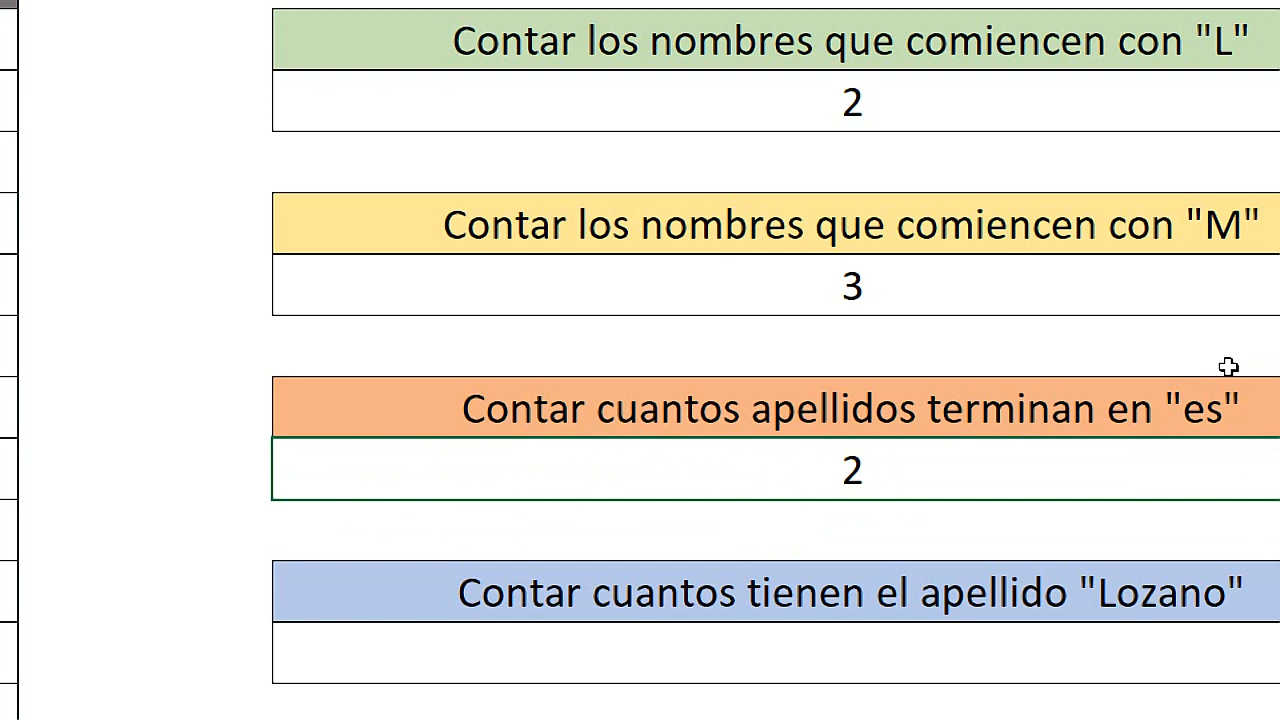 Contar los nombres que comiencen con "L"
2
Contar los nombres que comiencen con "M"
3
Contar cuantos apellidos terminan en "es"
2
Contar cuantos tienen el apellido "Lozano"